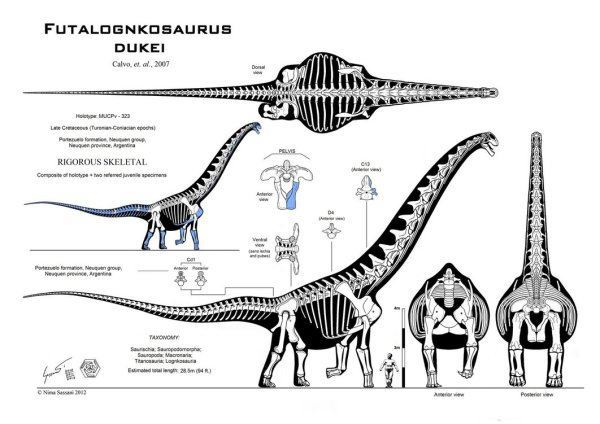 FUTALOGNKOSAURUS
DUKEI
Calvo, et. al., 2007
Dorsal
view
Holotype: MUCPv - 323
Late Cretaceous (Turonian-Coniacian epochs)
Portezuelo formation, Neuquen group,
Neuquen province, Argentina
RIGOROUS SKELETAL
Composite of holotype + two referred juvenile specimens
PELVIS
Anterior
view
C13
(Anterior view)
D4
(Anterior view)
Ventral
view
(sans ischia
and pubes)
Portezuelo formation, Neuquen group,
Neuquen province, Argentina
Cd1
Anterior
Posterior
TAXONOMY:
Saurischia; Sauropodomorpha;
Sauropoda; Macronaria;
Titanosauria; Lognkosauria
Estimated total length: 28.5m (94 ft.)
4m
3m
Anterior view
Posterior view
© Nima Sassani 2012